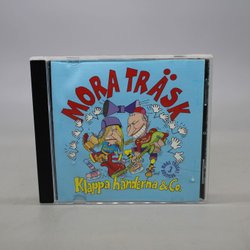 MORA TRÄSK
Klappa händerna & Co.